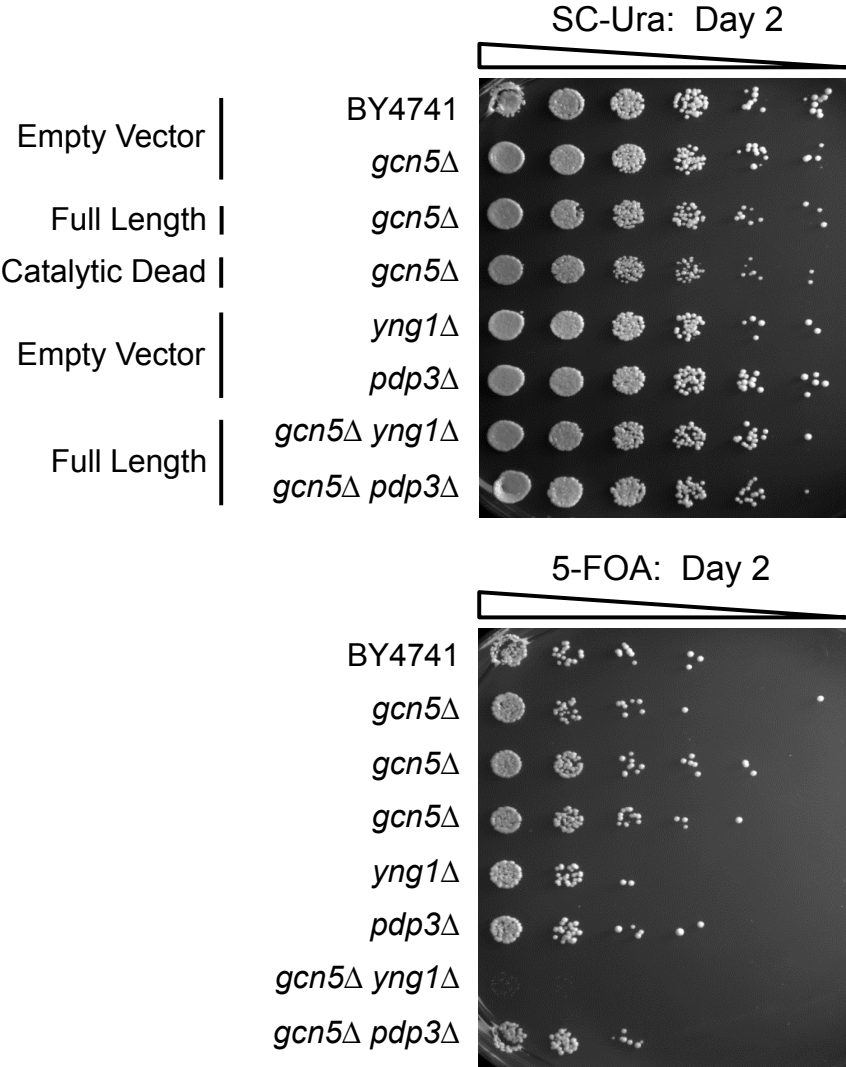 SC-Ura: Day 2
Empty Vector
BY4741
gcn5Δ
Full Length
gcn5Δ
Catalytic Dead
gcn5Δ
Empty Vector
yng1Δ
pdp3Δ
Full Length
gcn5Δ yng1Δ
gcn5Δ pdp3Δ
5-FOA: Day 2
BY4741
gcn5Δ
gcn5Δ
gcn5Δ
yng1Δ
pdp3Δ
gcn5Δ yng1Δ
gcn5Δ pdp3Δ